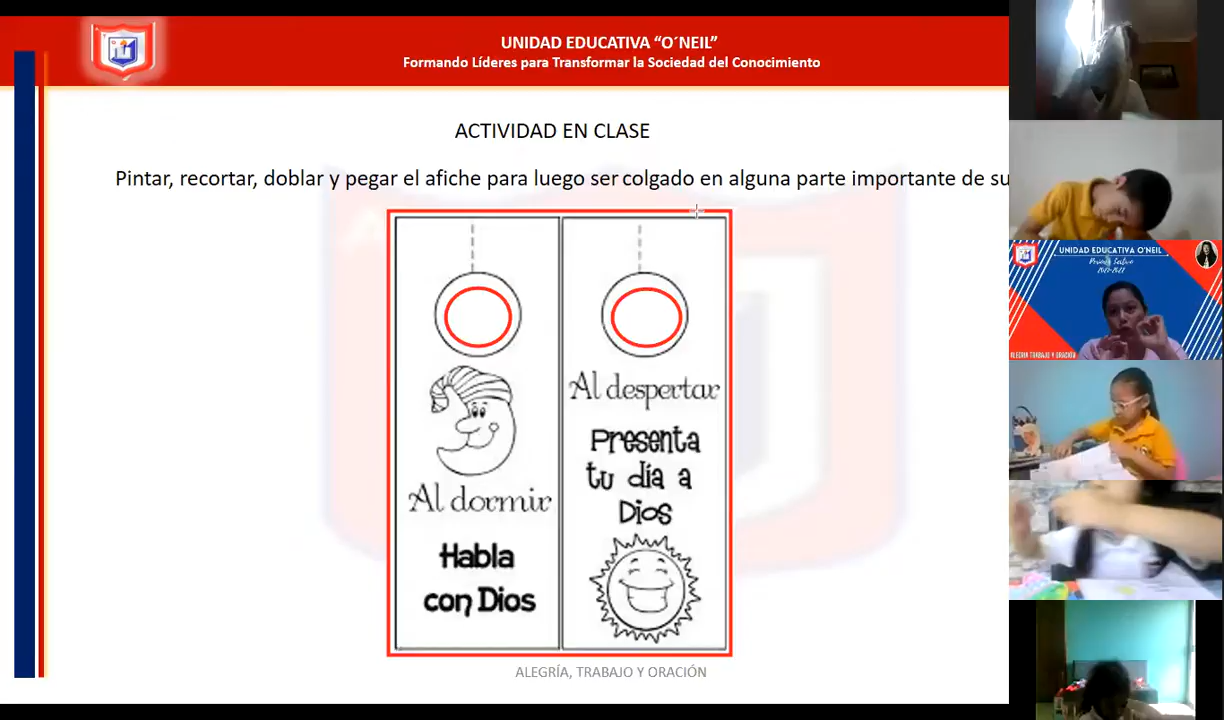 UNIDAD EDUCATIVA “O´NEIL”
Formando Líderes para Transformar la Sociedad del Conocimiento
ACTIVIDAD EN CLASE
Pintar, recortar, doblar y pegar el afiche para luego ser colgado en alguna parte importante de su
Al dormir
Habla
con Dios
Al despertar
Presenta
tu día a
Dios
ALEGRÍA, TRABAJO Y ORACIÓN
UNIDAD EDUCATIVA O'NEIL
ALEGRIA TRABAJO Y ORACIÓN